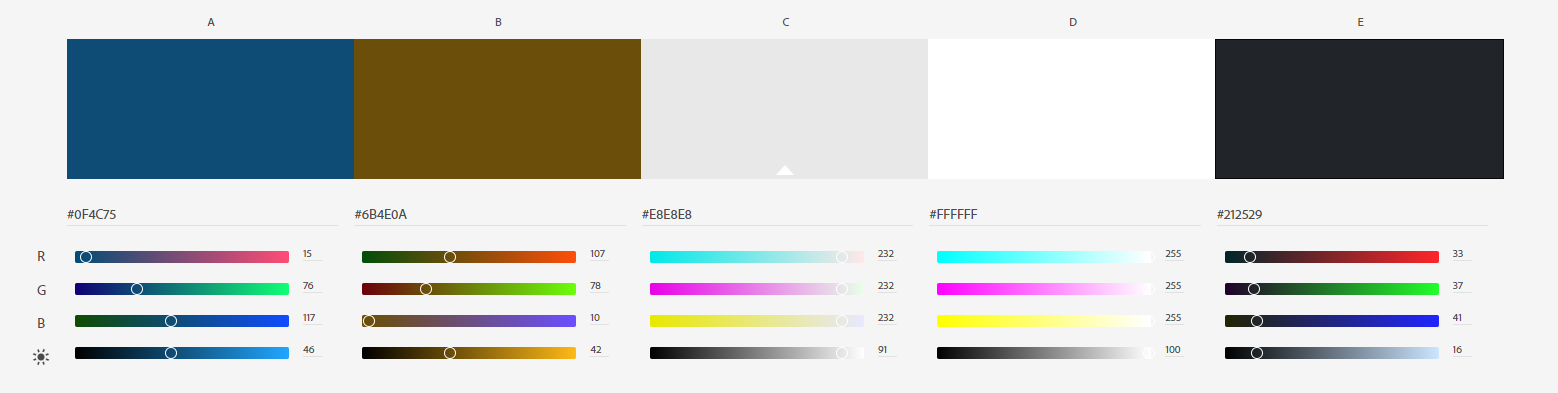 A B C D E
#0F4C75 #6B4E0A #E8E8E8 #FFFFFF #212529
R 15 107 232 255 33
G 76 78 232 255 37
B 117 10 232 255 41
46 42 91 100 16